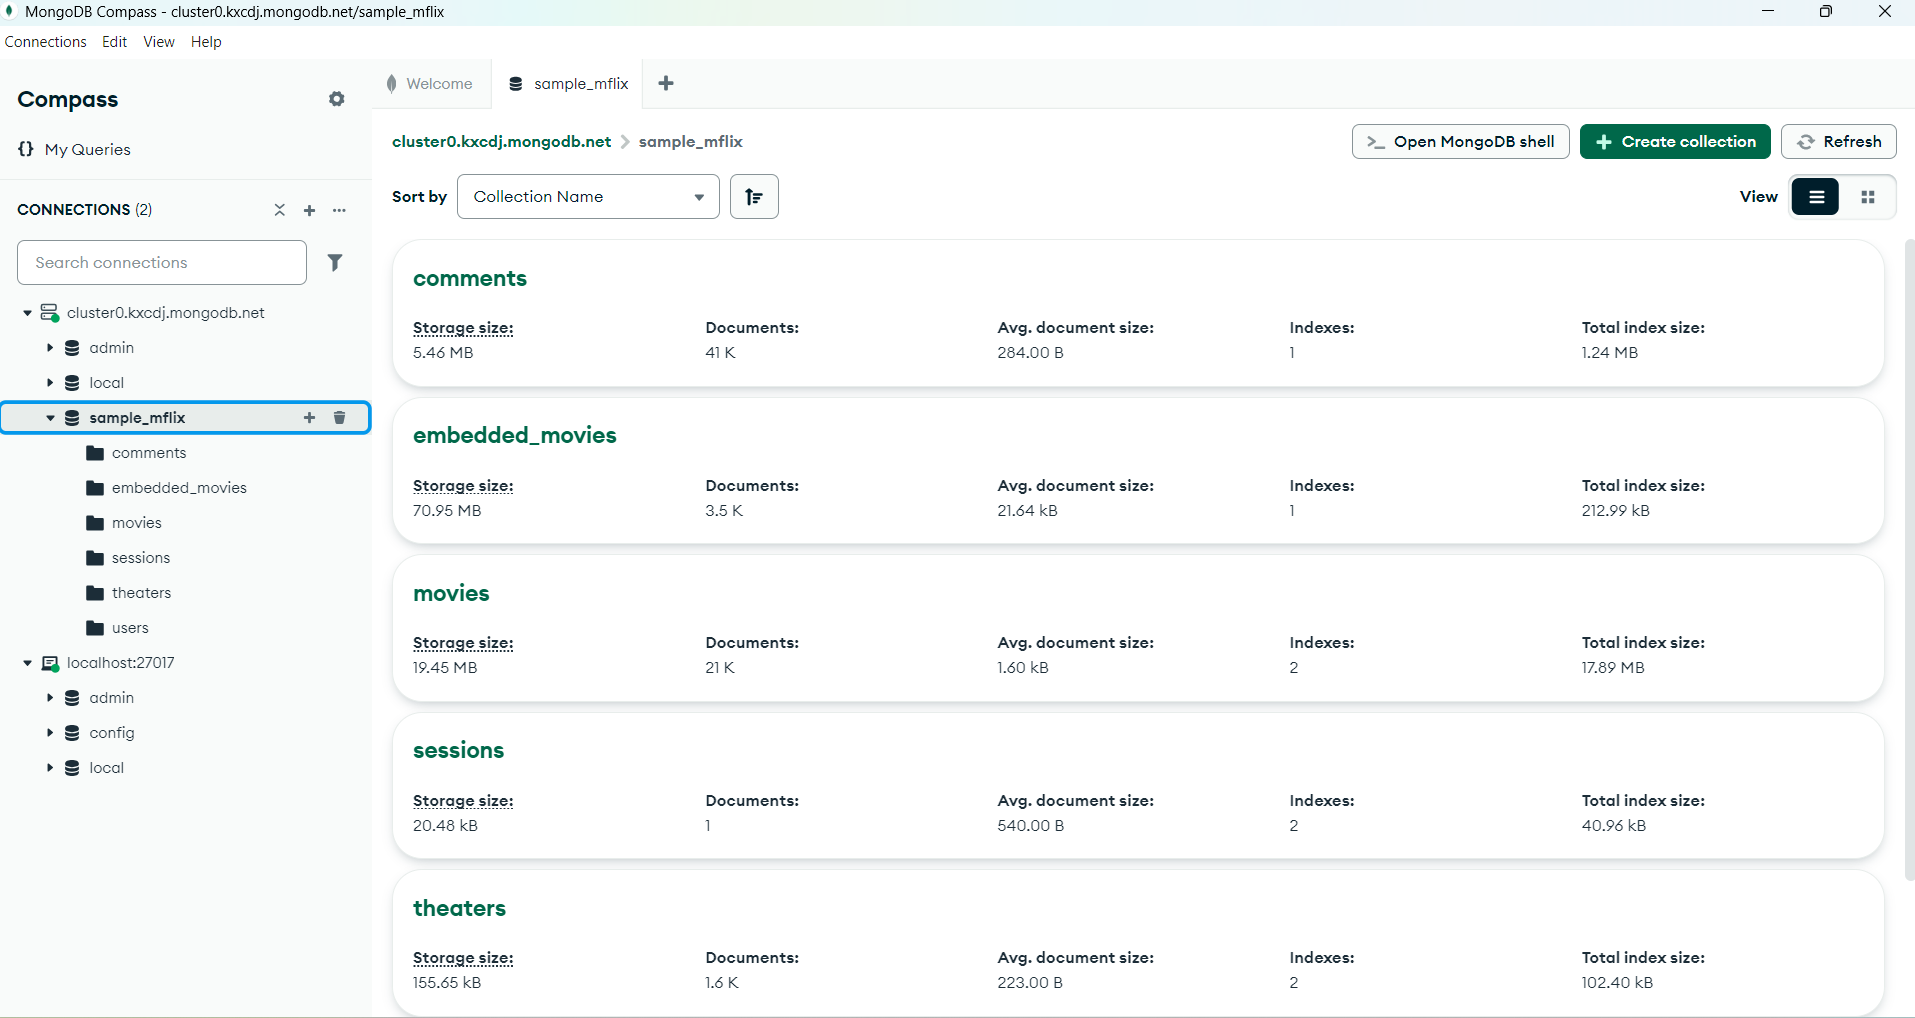 MongoDB Compass - cluster0.kxcdj.mongodb.net/sample_mflix
Connections Edit View Help
Compass
My Queries
CONNECTIONS (2)
Search connections
cluster0.kxcdj.mongodb.net
admin
local
sample_mflix
comments
embedded_movies
movies
sessions
theaters
users
localhost:27017
admin
config
local
Welcome sample_mflix
cluster0.kxcdj.mongodb.net sample_mflix
Open MongoDB shell Create collection Refresh
Sort by Collection Name View
comments
Storage size: Documents: Avg. document size: Indexes: Total index size:
5.46 MB 41 K 284.00 B 1 1.24 MB
embedded_movies
Storage size: Documents: Avg. document size: Indexes: Total index size:
70.95 MB 3.5 K 21.64 kB 1 212.99 kB
movies
Storage size: Documents: Avg. document size: Indexes: Total index size:
19.45 MB 21 K 1.60 kB 2 17.89 MB
sessions
Storage size: Documents: Avg. document size: Indexes: Total index size:
20.48 kB 1 540.00 B 2 40.96 kB
theaters
Storage size: Documents: Avg. document size: Indexes: Total index size:
155.65 kB 1.6 K 223.00 B 2 102.40 kB